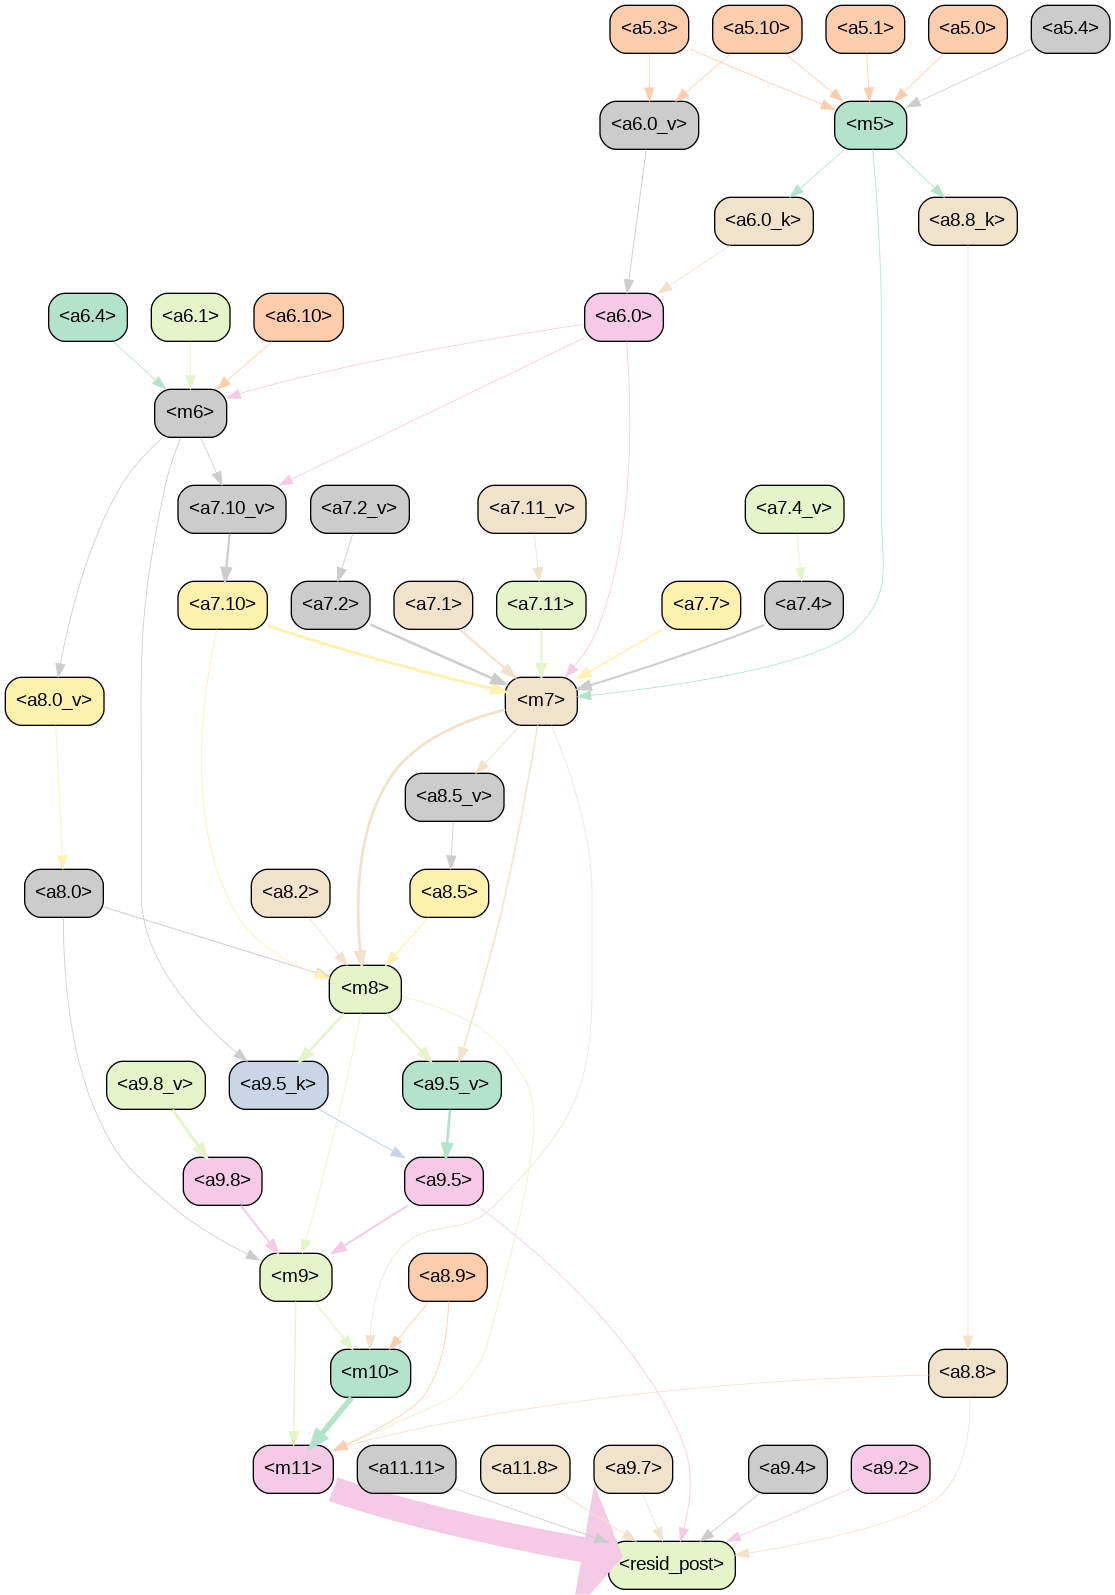 <a5.3> <a5.10> <a5.1> <a5.0> <a5.4>
<a6.0_v> <m5>
<a6.0_k> <a8.8_k>
<a6.4> <a6.1> <a6.10> <a6.0>
<m6>
<a7.10_v> <a7.2_v> <a7.11_v> <a7.4_v>
<a7.10> <a7.2> <a7.1> <a7.11> <a7.7> <a7.4>
<a8.0_v> <m7>
<a8.5_v>
<a8.0> <a8.2> <a8.5>
<m8>
<a9.8_v> <a9.5_k> <a9.5_v>
<a9.8> <a9.5>
<m9> <a8.9>
<m10> <a8.8>
<m11> <a11.11> <a11.8> <a9.7> <a9.4> <a9.2>
<resid_post>